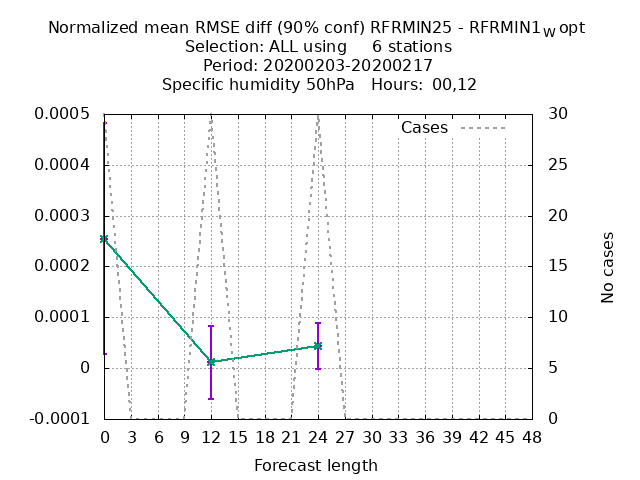 Normalized mean RMSE diff (90% conf) RFRMIN25 - RFRMIN1W opt
Selection: ALL using 6 stations
Period: 20200203-20200217
Specific humidity 50hPa Hours: 00,12
Cases
0.0005
0.0004
0.0003
0.0002
0.0001
0
-0.0001
30
25
20
15
10
5
0
No cases
0 3 6 9 12 15 18 21 24 27 30 33 36 39 42 45 48
Forecast length